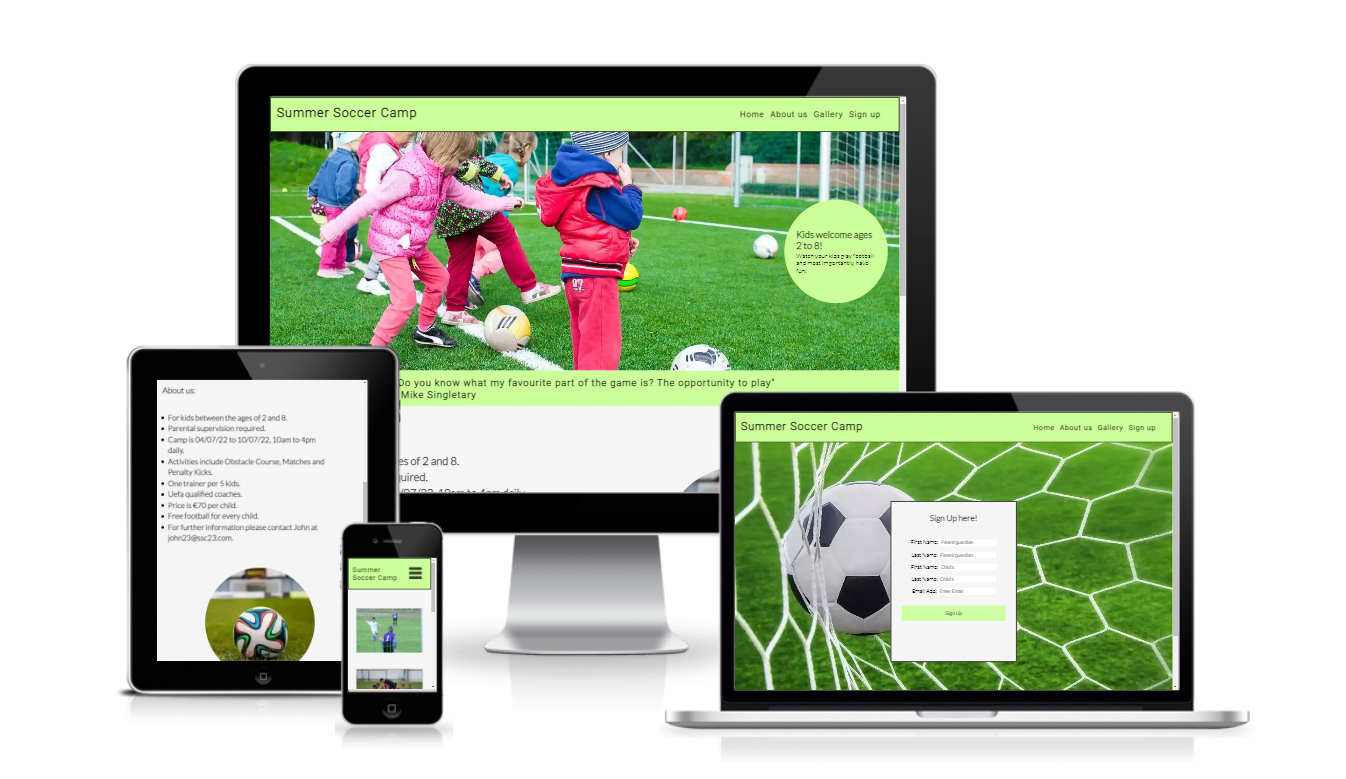 Summer Soccer Camp
Home About us Gallery Sign up
Kids welcome ages
2 to 8!
Watch your kids play football
and most importantly, have
fun!
Do you know what my favourite part of the game is? The opportunity to play"
Mike Singletary
es of 2 and 8.
quired.
/07/22, 10am to 4pm daily.
About us:
For kids between the ages of 2 and 8.
Parental supervision required.
Camp is 04/07/22 to 10/07/22, 10am to 4pm
daily.
Activities include Obstacle Course, Matches and
Penalty Kicks.
One trainer per 5 kids.
Uefa qualified coaches.
Price is €70 per child.
Free football for every child.
For further information please contact John at
john23@ssc23.com.
Summer
Soccer Camp
Summer Soccer Camp
Home About us Gallery Sign up
Sign Up here!
First Name: Parent/guardian
Last Name: Parent/guardian
First Name: Child's
Last Name: Child's
Email Add: Enter Email
Sign Up